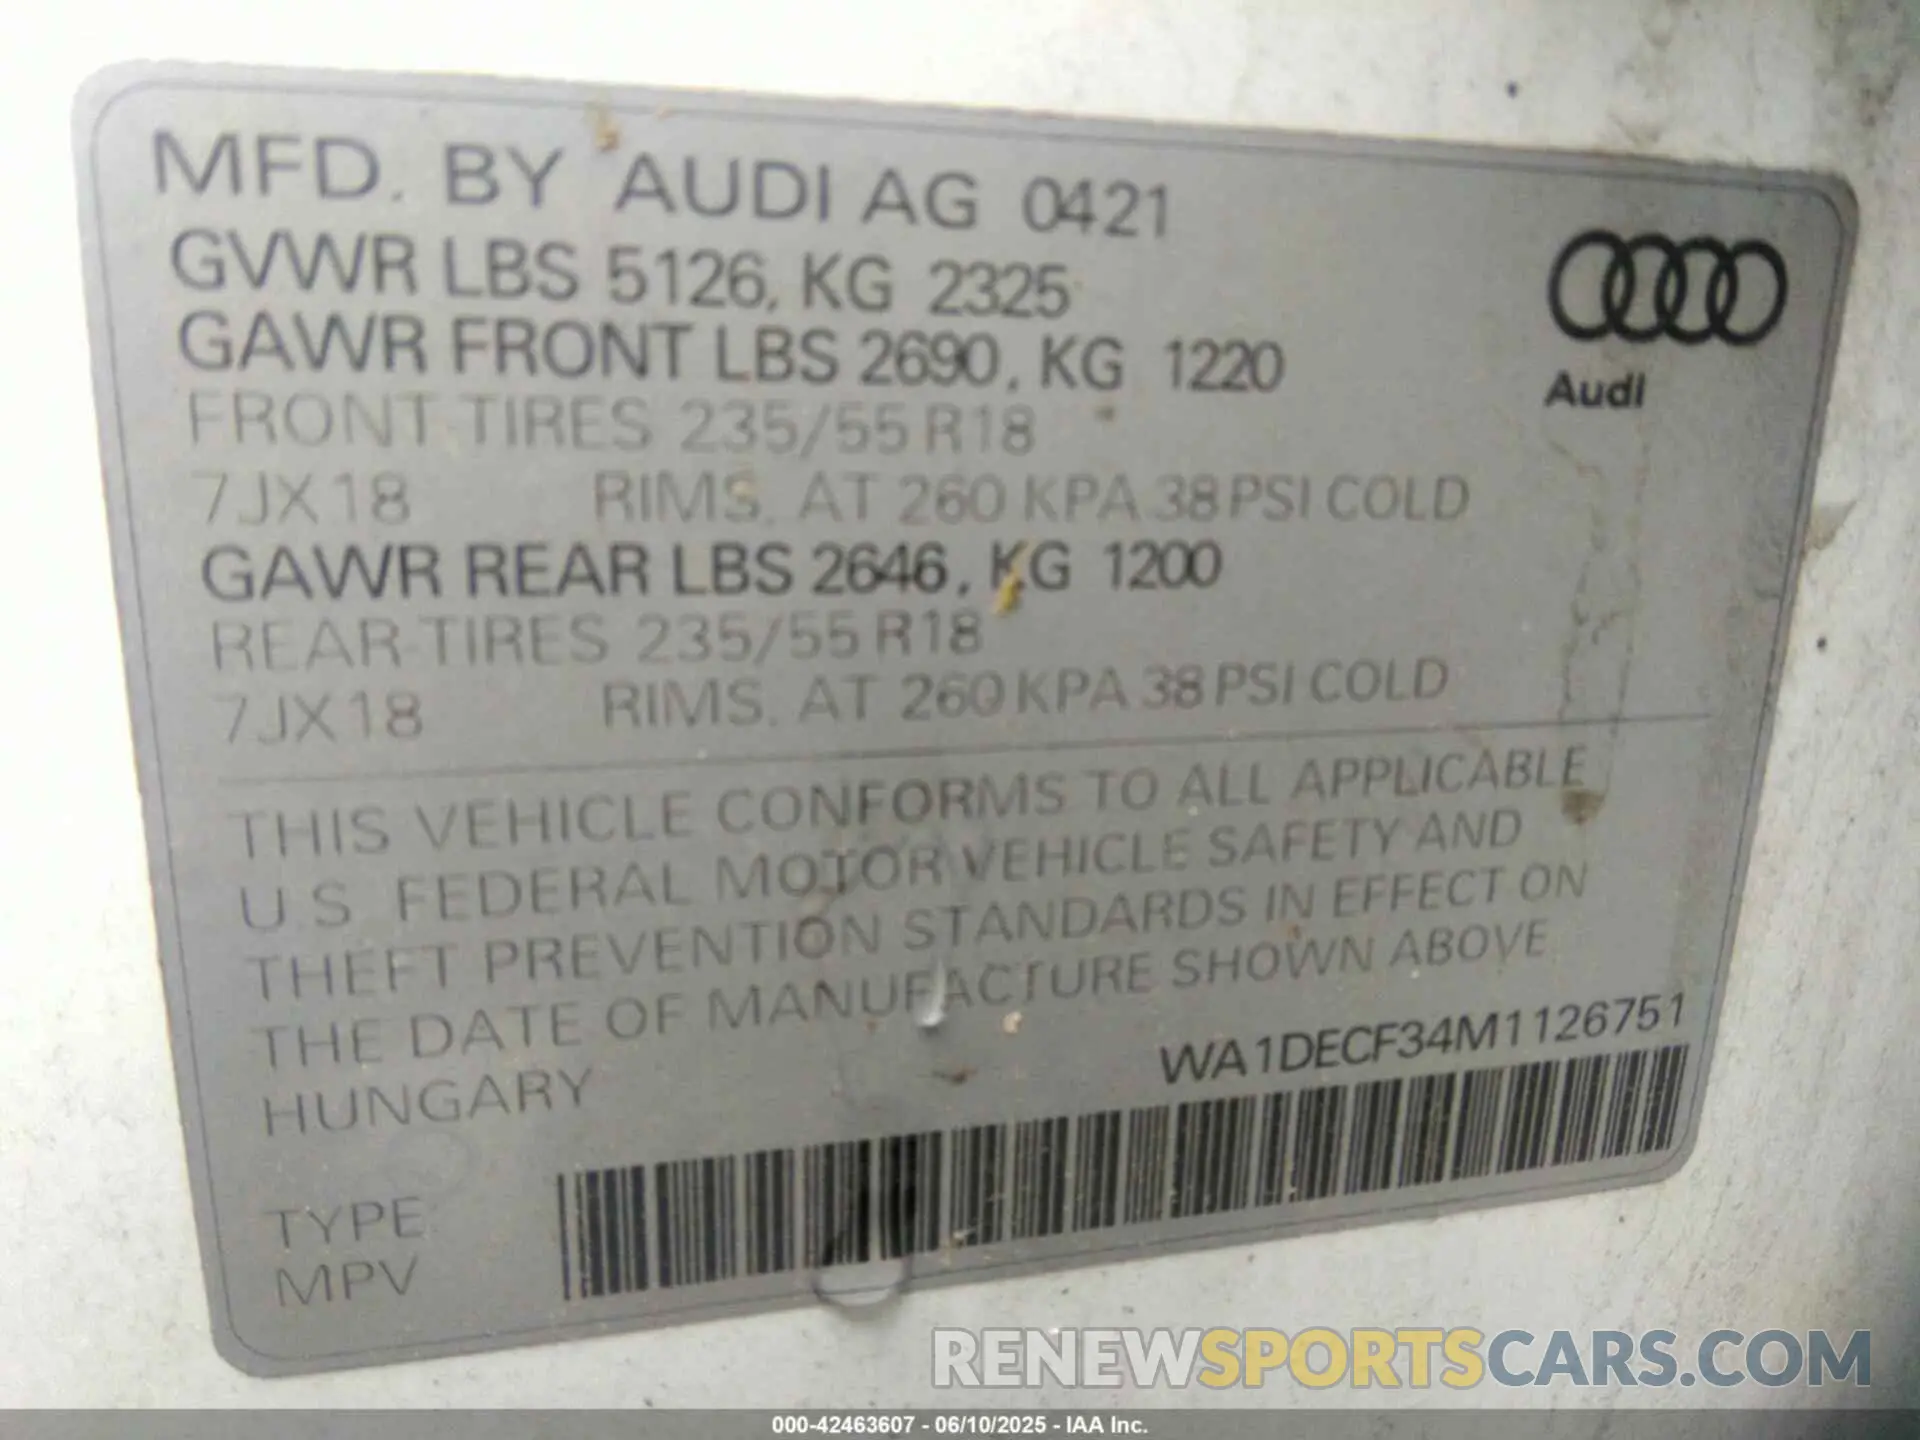 MFD. BY AUDI AG 0421
GVWR LBS 5126, KG 2325
GAWR FRONT LBS 2690, KG 1220
FRONT TIRES 235/55 R18
7JX18 RIMS. AT 260 KPA 38 PSI COLD
GAWR REAR LBS 2646, KG 1200
REAR TIRES 235/55 R18
7JX18 RIMS. AT 260 KPA 38 PSI COLD
Audi
THIS VEHICLE CONFORMS TO ALL APPLICABLE
U.S. FEDERAL MOTOR VEHICLE SAFETY AND
THEFT PREVENTION STANDARDS IN EFFECT ON
THE DATE OF MANUFACTURE SHOWN ABOVE
HUNGARY
WA1DECF34M1126751
TYPE:
MPV
RENEWSPORTSCARS.COM
000-42463607 - 06/10/2025 - IAA Inc.